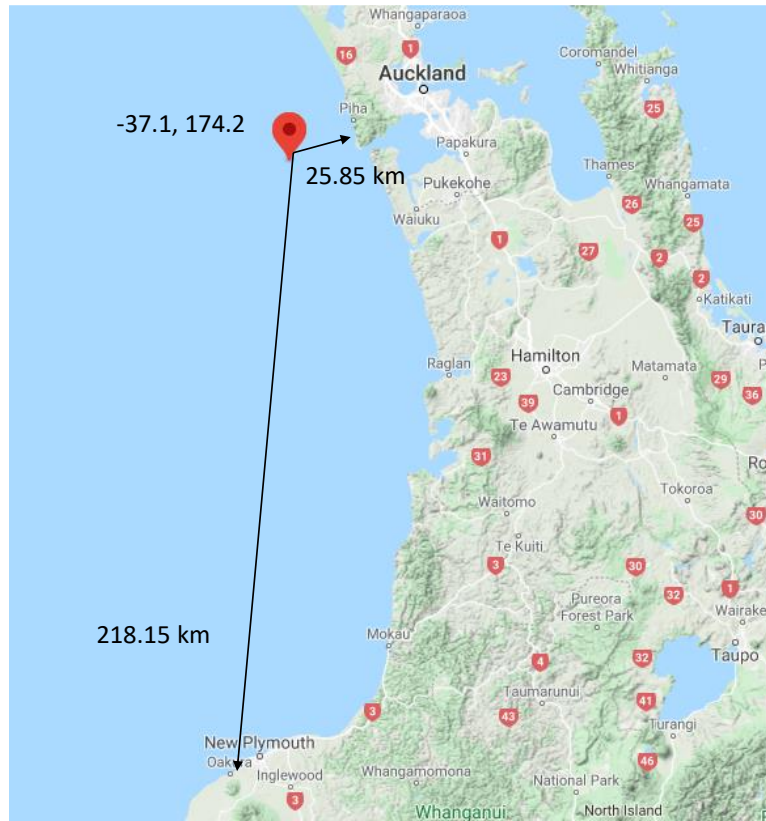 Whangaparaoa
1
Coromandel
16
Auckland
Whitianga
25
Piha
-37.1, 174.2
Papakura
25.85 km
Thames
Pukekohe
Whangamata
26
Waiuku
25
1
27
2
2
Katikati
Taura
Raglan
Hamilton
23
Matamata
29
Cambridge
36
39
1
Te Awamutu
31
Ro
Tokoroa
Waitomo
30
Te Kuiti
3
30
32
1
Pureora
Forest Park
Wairake
218.15 km
Mokau
32
Taupo
4
Taumarunui
41
3
43
Turangi
New Plymouth
46
Inglewood
Whangamomona
National Park
3
Whanganui
North Island